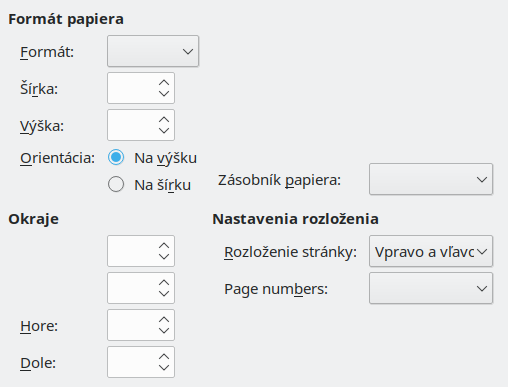 Formát papiera
Formát:
Šírka:
Výška:
Orientácia: Na výšku
Na šírku Zásobník papiera:
Okraje Nastavenia rozloženia
Rozloženie stránky: Vpravo a vľavo
Page numbers:
Hore:
Dole: